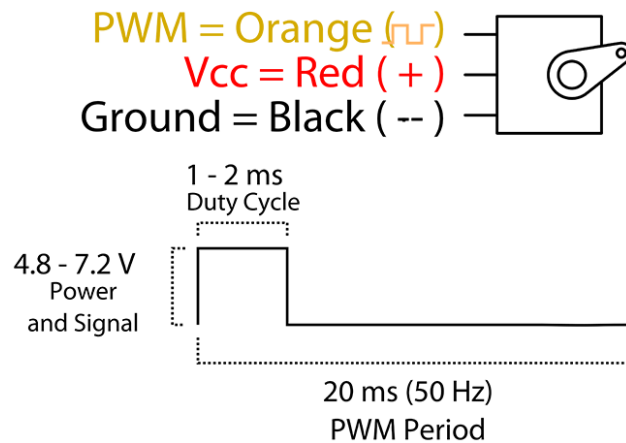 PWM = Orange ( )
Vcc = Red ( + )
Ground = Black ( -- )
1 - 2 ms
Duty Cycle
4.8 - 7.2 V
Power
and Signal
20 ms (50 Hz)
PWM Period